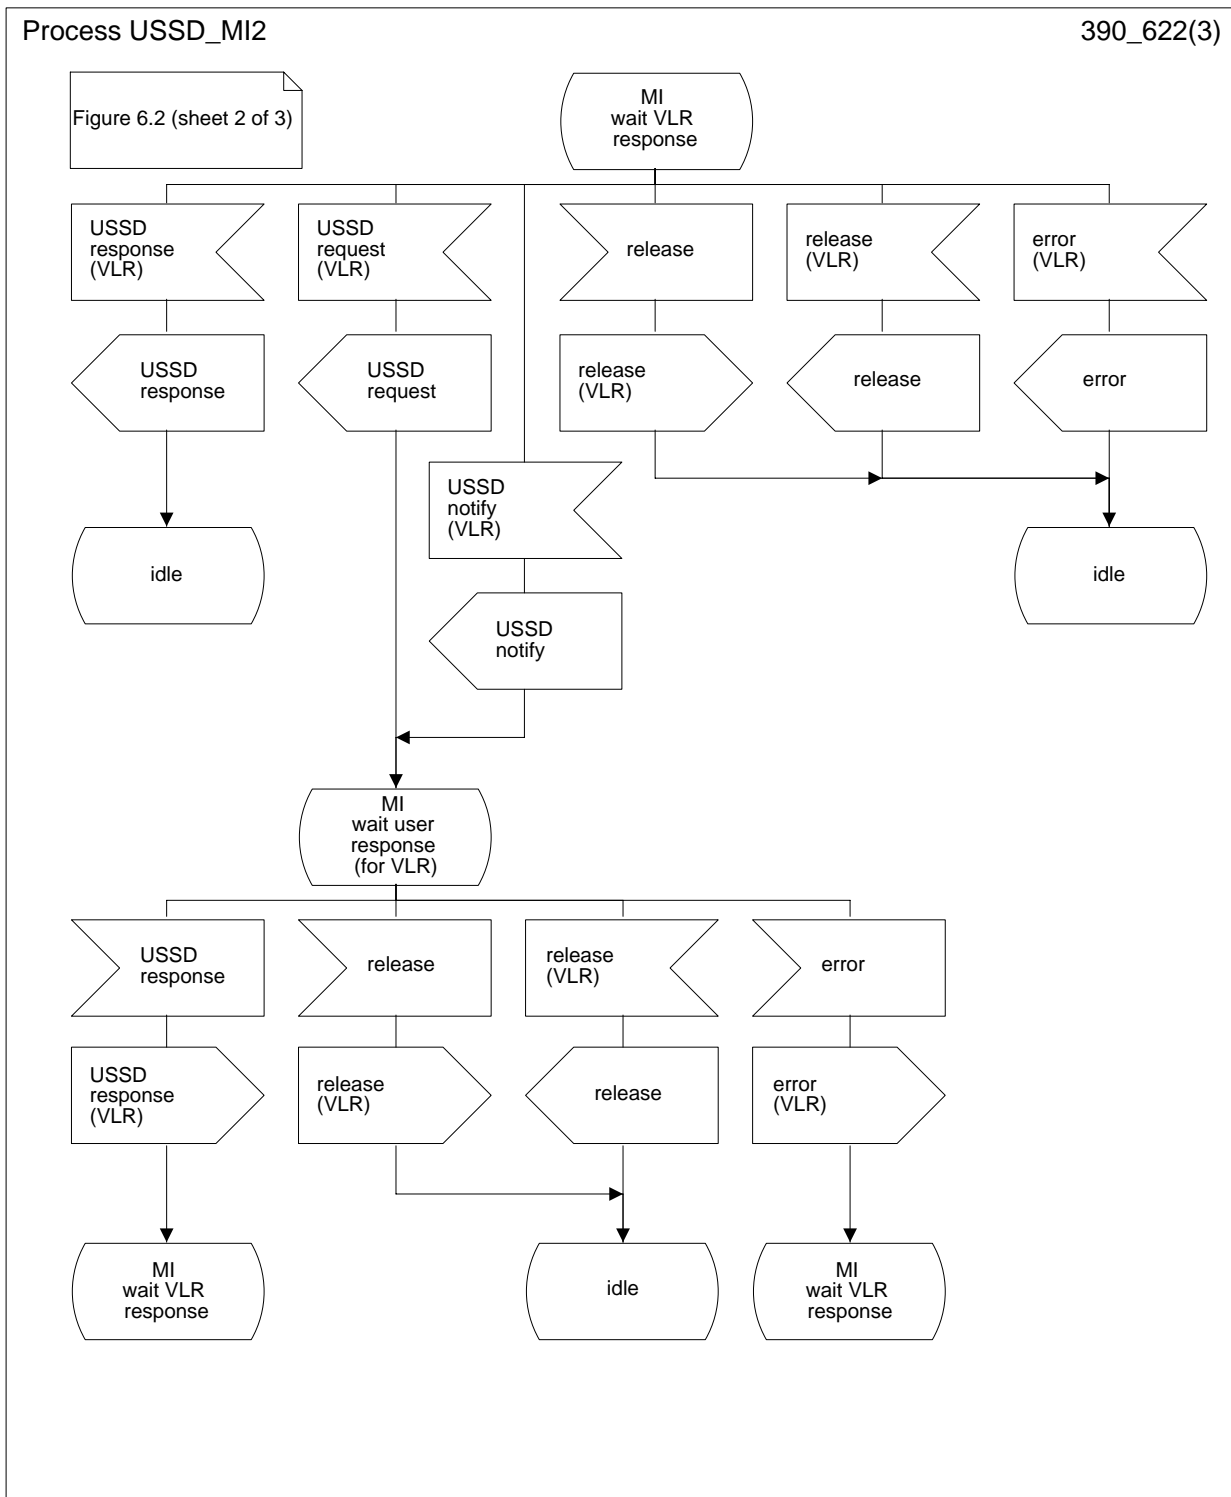 Process USSD_MI2
390_622(3)
Figure 6.2 (sheet 2 of 3)
MI
wait VLR
response
USSD
response
(VLR)
USSD
request
(VLR)
release
release
(VLR)
error
(VLR)
USSD
response
USSD
request
release
(VLR)
release
error
USSD
notify
(VLR)
idle
idle
USSD
notify
MI
wait user
response
(for VLR)
USSD
response
release
release
(VLR)
error
USSD
response
(VLR)
release
(VLR)
release
error
(VLR)
MI
wait VLR
response
idle
MI
wait VLR
response